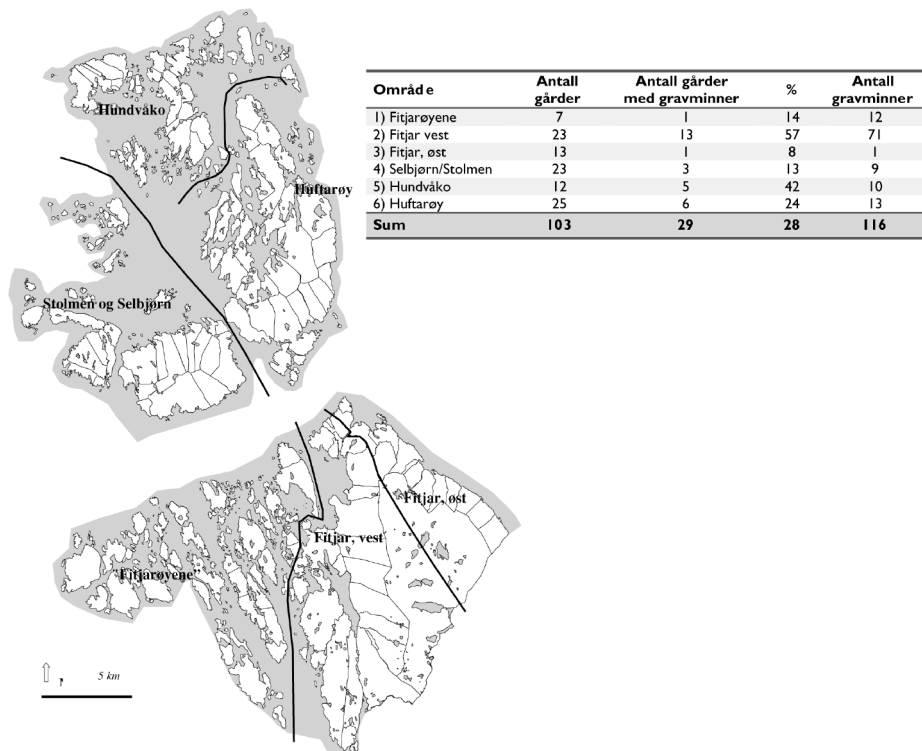 Hundvåko
Huftarøy
Stolmen og Selbjørn
Område Antall gårder Antall gårder med gravminner % Antall gravminner
1) Fitjarøyene 7 1 14 12
2) Fitjar vest 23 13 57 71
3) Fitjar, øst 13 1 8 1
4) Selbjørn/Stolmen 23 3 13 9
5) Hundvåko 12 5 42 10
6) Huftarøy 25 6 24 13
Sum 103 29 28 116
Fitjar, øst
Fitjar, vest
"Fitjarøyene"
5 km